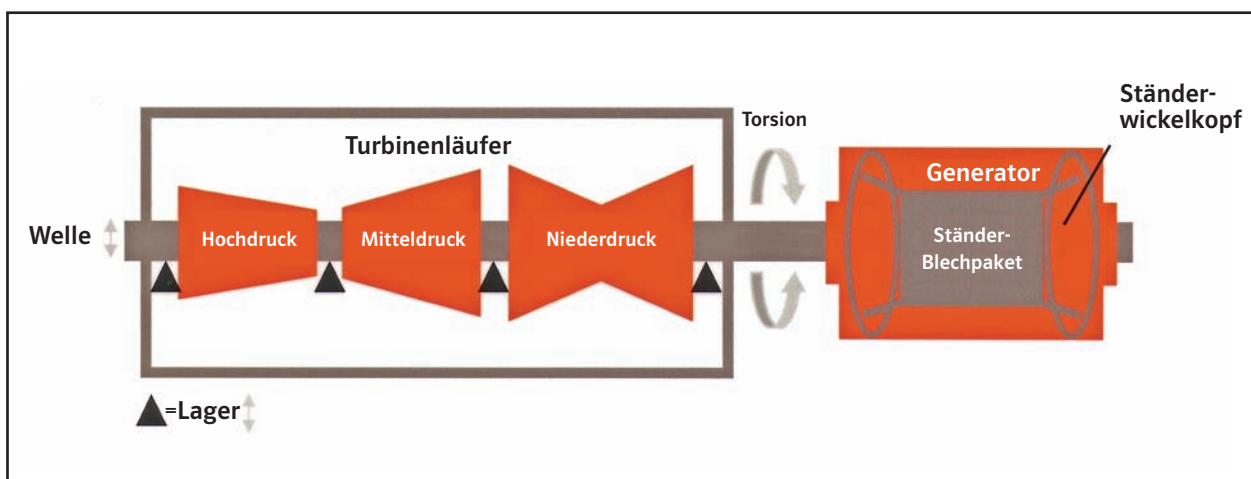 Ständer-
wickelkopf
Torsion
Turbinenläufer
Generator
Welle
Hochdruck
Mitteldruck
Niederdruck
Ständer-
Blechpaket
=Lager